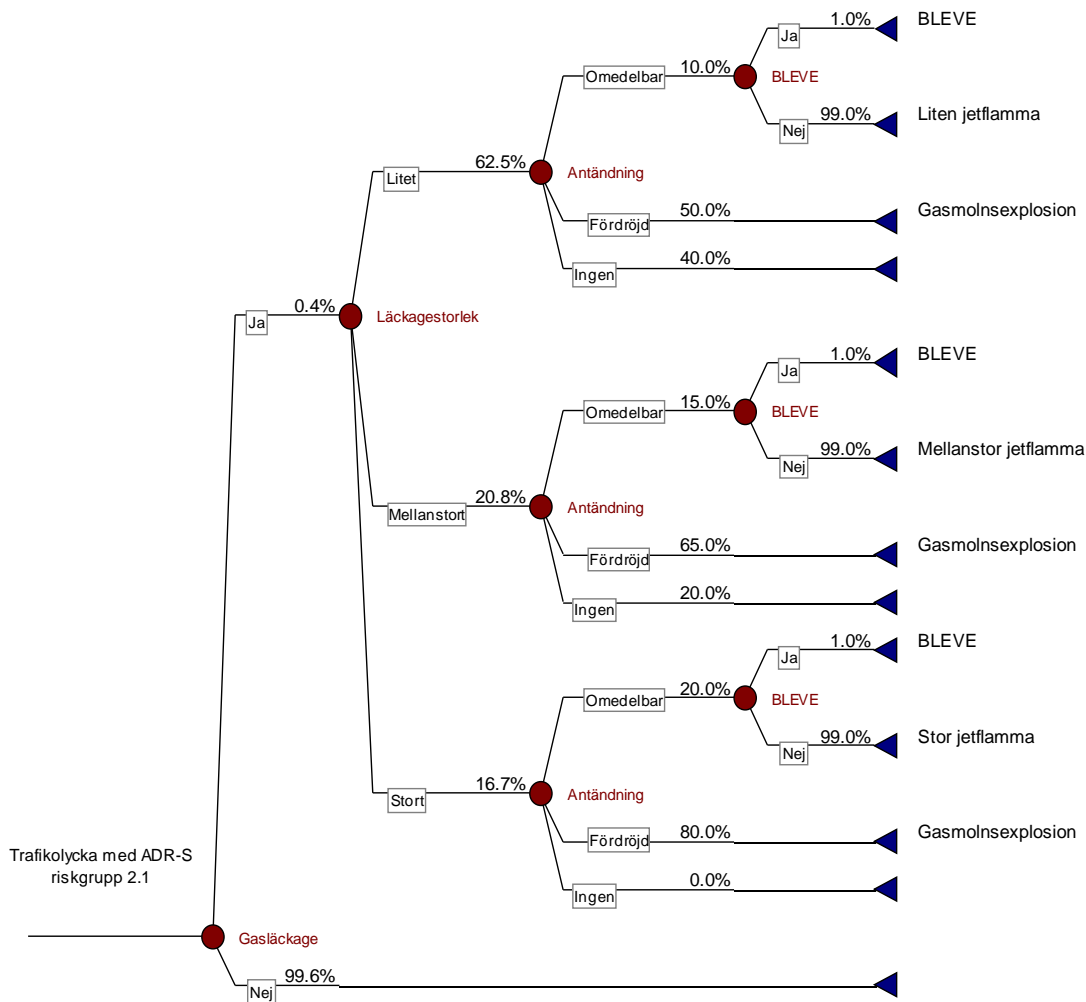 1.0%
BLEVE
Ja
Omedelbar
10.0%
BLEVE
Nej
99.0%
Liten jetflamma
Litet
62.5%
Antändning
Fördröjd
50.0%
Gasmolnsexplosion
Ingen
40.0%
Ja
0.4%
Läckagestorlek
1.0%
BLEVE
Ja
Omedelbar
15.0%
BLEVE
Nej
99.0%
Mellanstor jetflamma
Mellanstort
20.8%
Antändning
Fördröjd
65.0%
Gasmolnsexplosion
Ingen
20.0%
1.0%
BLEVE
Ja
Omedelbar
20.0%
BLEVE
Nej
99.0%
Stor jetflamma
Stort
16.7%
Antändning
Fördröjd
80.0%
Gasmolnsexplosion
Ingen
0.0%
Trafikolycka med ADR-S
riskgrupp 2.1
Gasläckage
Nej
99.6%